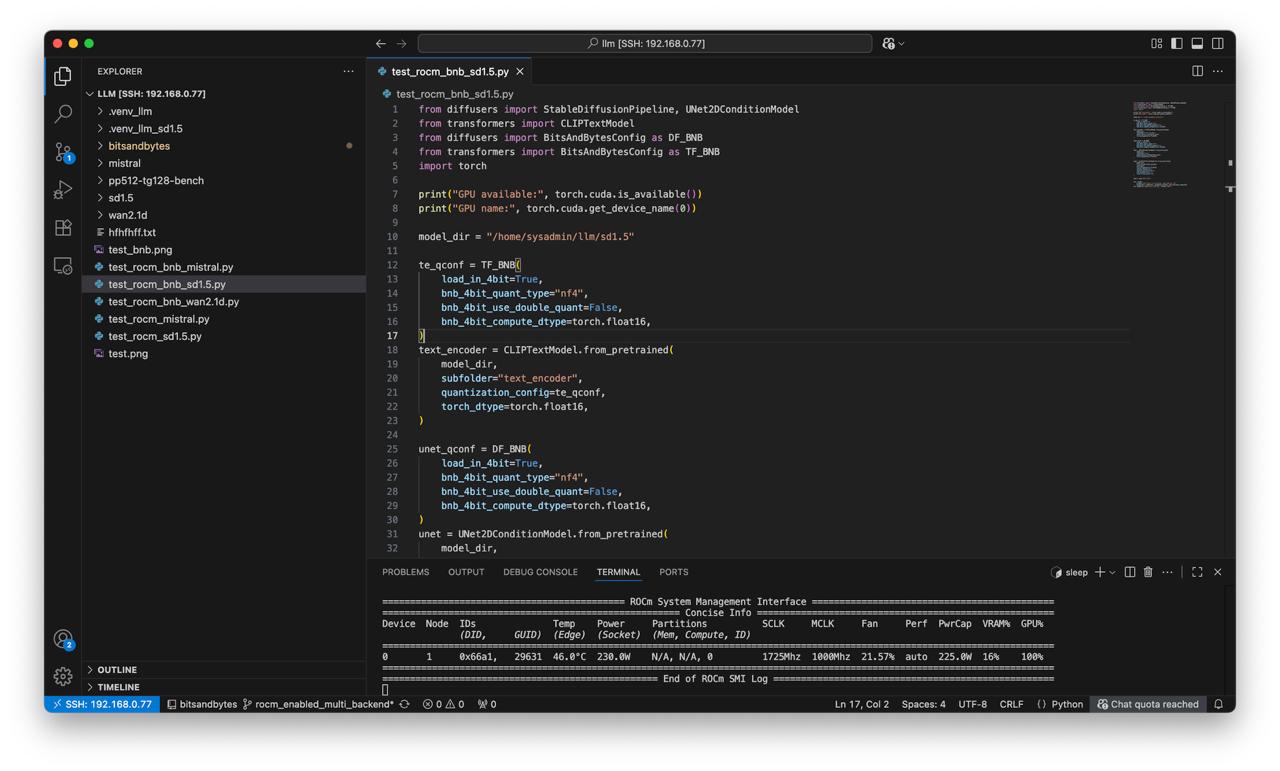 llm [SSH: 192.168.0.77]
EXPLORER
LLM [SSH: 192.168.0.77]
.venv_llm
.venv_llm_sd1.5
bitsandbytes
mistral
pp512-tg128-bench
sd1.5
wan2.1d
hfhfhff.txt
test_bnb.png
test_rocm_bnb_mistral.py
test_rocm_bnb_sd1.5.py
test_rocm_bnb_wan2.1d.py
test_rocm_mistral.py
test_rocm_sd1.5.py
test.png
OUTLINE
TIMELINE
1
2
test_rocm_bnb_sd1.5.py
test_rocm_bnb_sd1.5.py
1 from diffusers import StableDiffusionPipeline, UNet2DConditionModel
2 from transformers import CLIPTextModel
3 from diffusers import BitsAndBytesConfig as DF_BNB
4 from transformers import BitsAndBytesConfig as TF_BNB
5 import torch
6
7 print("GPU available:", torch.cuda.is_available())
8 print("GPU name:", torch.cuda.get_device_name(0))
9
10 model_dir = "/home/sysadmin/llm/sd1.5"
11
12 te_qconf = TF_BNB(
13     load_in_4bit=True,
14     bnb_4bit_quant_type="nf4",
15     bnb_4bit_use_double_quant=False,
16     bnb_4bit_compute_dtype=torch.float16,
17 )
18 text_encoder = CLIPTextModel.from_pretrained(
19     model_dir,
20     subfolder="text_encoder",
21     quantization_config=te_qconf,
22     torch_dtype=torch.float16,
23 )
24
25 unet_qconf = DF_BNB(
26     load_in_4bit=True,
27     bnb_4bit_quant_type="nf4",
28     bnb_4bit_use_double_quant=False,
29     bnb_4bit_compute_dtype=torch.float16,
30 )
31 unet = UNet2DConditionModel.from_pretrained(
32     model_dir,
PROBLEMS OUTPUT DEBUG CONSOLE TERMINAL PORTS sleep
ROCm System Management Interface
Concise Info
Device Node IDs Temp Power Partitions SCLK MCLK Fan Perf PwrCap VRAM% GPU%
(DID, GUID) (Edge) (Socket) (Mem, Compute, ID)
0 1 0x66a1, 29631 46.0°C 230.0W N/A, N/A, 0 1725Mhz 1000Mhz 21.57% auto 225.0W 16% 100%
End of ROCm SMI Log
SSH: 192.168.0.77 bitsandbytes rocm_enabled_multi_backend* 0 0 0 Ln 17, Col 2 Spaces: 4 UTF-8 CRLF {} Python Chat quota reached